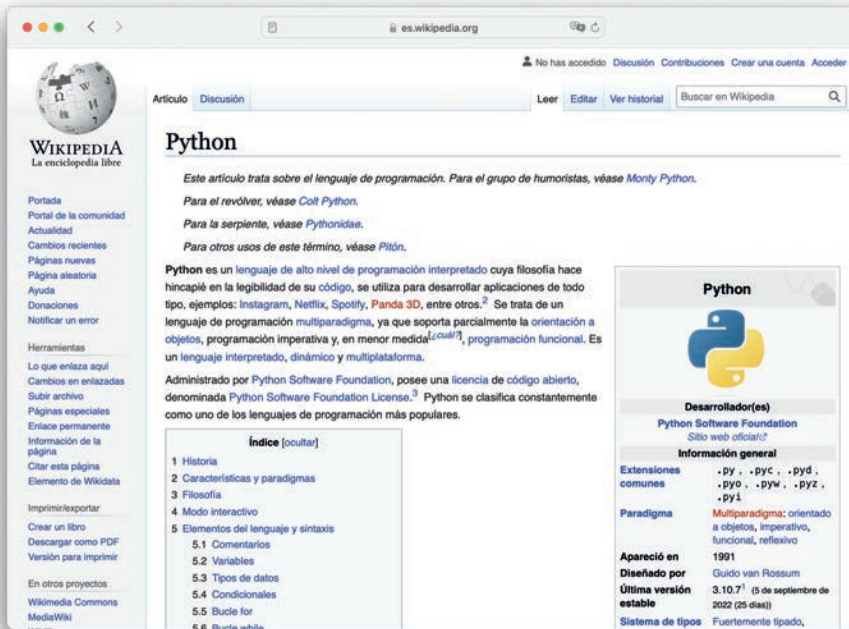 es.wikipedia.org
No has accedido Discusión Contribuciones Crear una cuenta Acceder
Artículo Discusión
Leer Editar Ver historial Buscar en Wikipedia
WIKIPEDIA
La enciclopedia libre
Portada
Portal de la comunidad
Actualidad
Cambios recientes
Páginas nuevas
Página aleatoria
Ayuda
Donaciones
Notificar un error
Herramientas
Lo que enlaza aquí
Cambios en enlazadas
Subir archivo
Páginas especiales
Enlace permanente
Información de la
página
Citar esta página
Elemento de Wikidata
Imprimir/exportar
Crear un libro
Descargar como PDF
Versión para imprimir
En otros proyectos
Wikimedia Commons
MediaWiki
Python
Este artículo trata sobre el lenguaje de programación. Para el grupo de humoristas, véase Monty Python.
Para el revólver, véase Colt Python.
Para la serpiente, véase Pythonidae.
Para otros usos de este término, véase Pitón.
Python es un lenguaje de alto nivel de programación interpretado cuya filosofía hace
hincapié en la legibilidad de su código, se utiliza para desarrollar aplicaciones de todo
tipo, ejemplos: Instagram, Netflix, Spotify, Panda 3D, entre otros.2 Se trata de un
lenguaje de programación multiparadigma, ya que soporta parcialmente la orientación a
objetos, programación imperativa y, en menor medida[¿cuál?], programación funcional. Es
un lenguaje interpretado, dinámico y multiplataforma.
Administrado por Python Software Foundation, posee una licencia de código abierto,
denominada Python Software Foundation License.3 Python se clasifica constantemente
como uno de los lenguajes de programación más populares.
Índice [ocultar]
1 Historia
2 Características y paradigmas
3 Filosofía
4 Modo interactivo
5 Elementos del lenguaje y sintaxis
5.1 Comentarios
5.2 Variables
5.3 Tipos de datos
5.4 Condicionales
5.5 Bucle for
5.6 Bucle while
Python
Desarrollador(es)
Python Software Foundation
Sitio web oficial
Información general
Extensiones comunes .py, .pyc, .pyd,
.pyo, .pyw, .pyz,
.pyi
Paradigma Multiparadigma: orientado
a objetos, imperativo,
funcional, reflexivo
Apareció en 1991
Diseñado por Guido van Rossum
Última versión estable 3.10.71 (5 de septiembre de
2022 (25 días))
Sistema de tipos Fuertemente tipado,